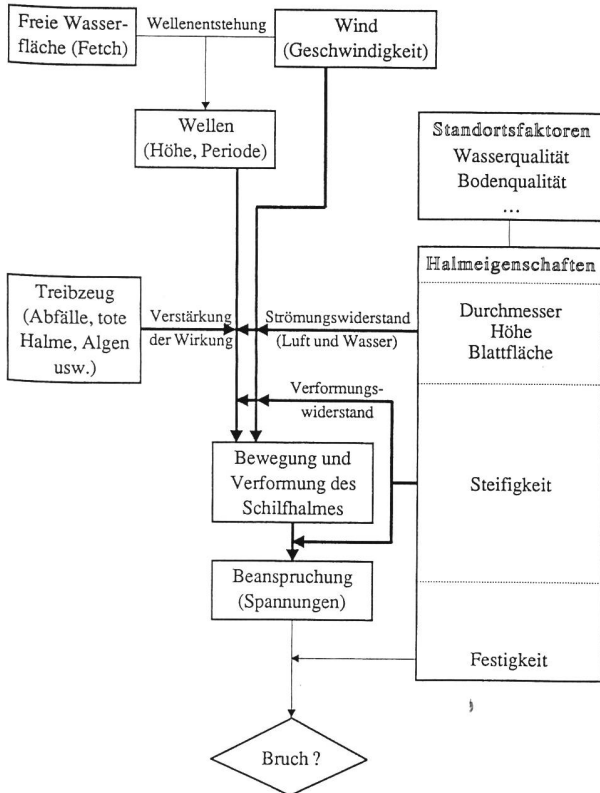 Freie Wasser-
fläche (Fetch)
Wellenentstehung
Wind
(Geschwindigkeit)
Wellen
(Höhe, Periode)
Standortsfaktoren
Wasserqualität
Bodenqualität
...
Halmeigenschaften
Durchmesser
Höhe
Blattfläche
Treibzeug
(Abfälle, tote
Halme, Algen
usw.)
Verstärkung
der Wirkung
Strömungswiderstand
(Luft und Wasser)
Verformungs-
widerstand
Bewegung und
Verformung des
Schilfhalmes
Steifigkeit
Beanspruchung
(Spannungen)
Festigkeit
Bruch ?